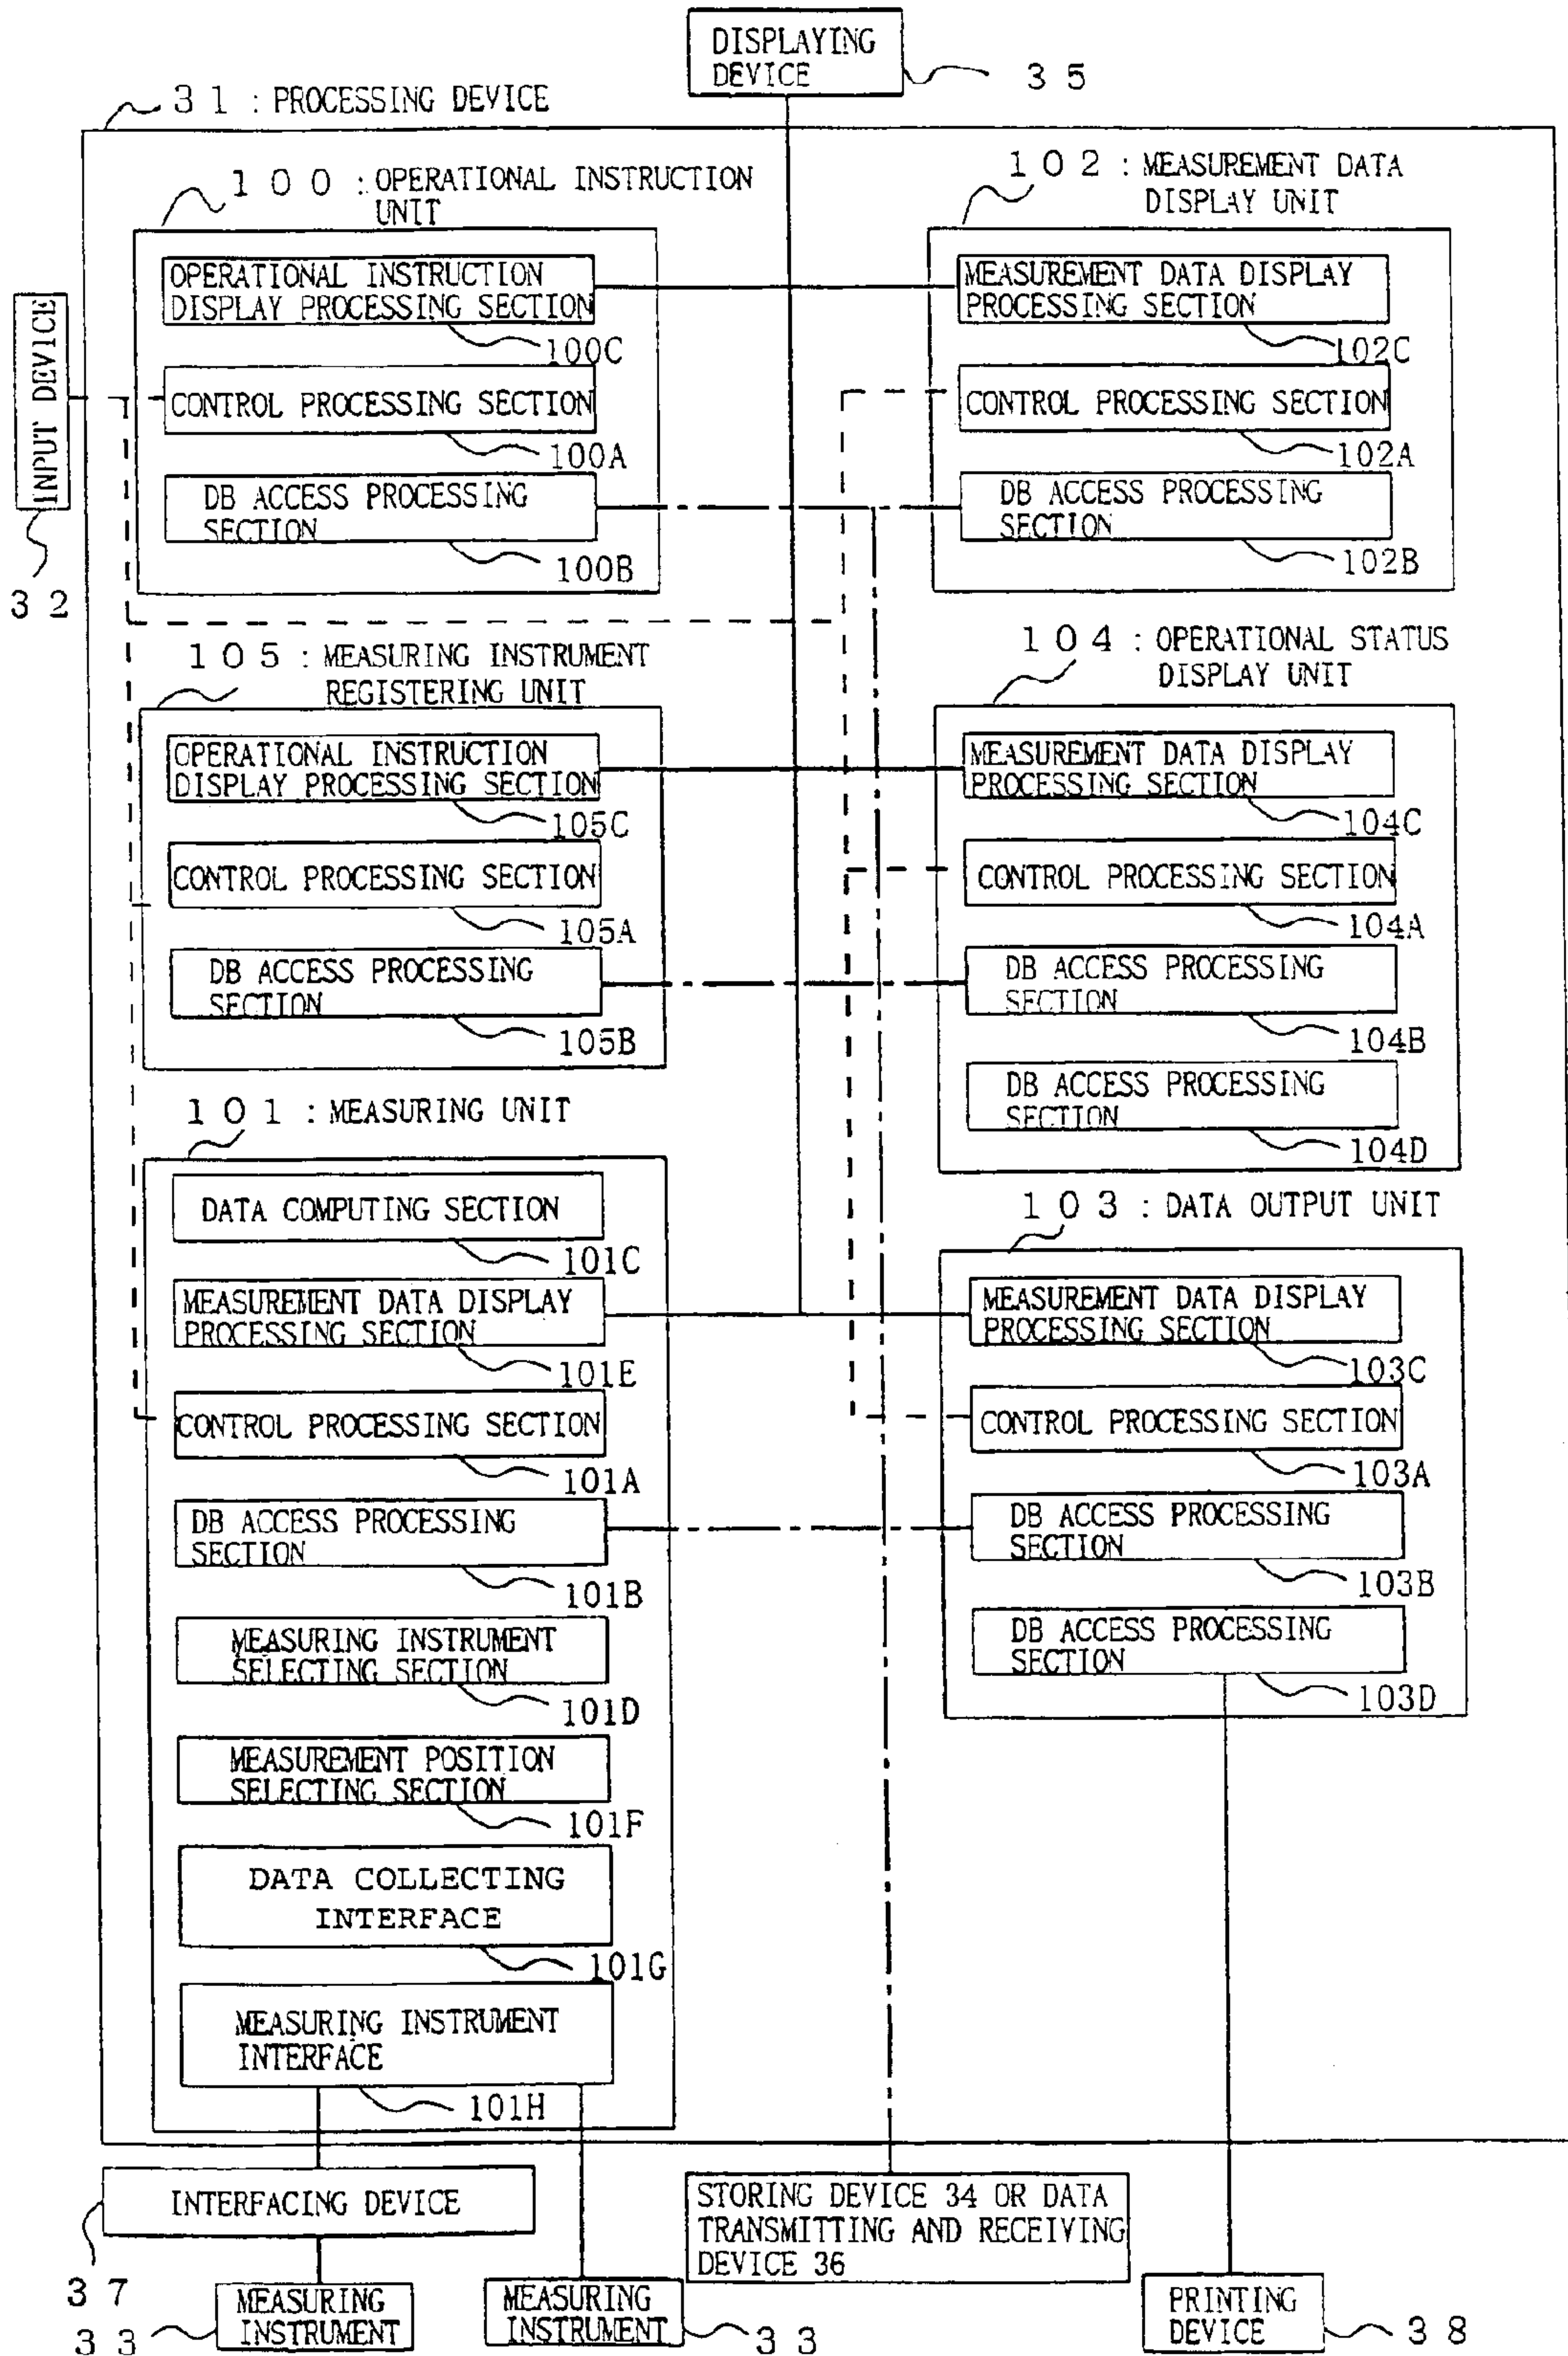 DISPLAYING
DEVICE
35
31 : PROCESSING DEVICE
100 : OPERATIONAL INSTRUCTION
UNIT
OPERATIONAL INSTRUCTION
DISPLAY PROCESSING SECTION
100C
CONTROL PROCESSING SECTION
100A
DB ACCESS PROCESSING
SECTION
100B
INPUT DEVICE
32
102 : MEASUREMENT DATA
DISPLAY UNIT
MEASUREMENT DATA DISPLAY
PROCESSING SECTION
102C
CONTROL PROCESSING SECTION
102A
DB ACCESS PROCESSING
SECTION
102B
105 : MEASURING INSTRUMENT
REGISTERING UNIT
OPERATIONAL INSTRUCTION
DISPLAY PROCESSING SECTION
105C
CONTROL PROCESSING SECTION
105A
DB ACCESS PROCESSING
SECTION
105B
104 : OPERATIONAL STATUS
DISPLAY UNIT
MEASUREMENT DATA DISPLAY
PROCESSING SECTION
104C
CONTROL PROCESSING SECTION
104A
DB ACCESS PROCESSING
SECTION
104B
DB ACCESS PROCESSING
SECTION
104D
101 : MEASURING UNIT
DATA COMPUTING SECTION
101C
MEASUREMENT DATA DISPLAY
PROCESSING SECTION
101E
CONTROL PROCESSING SECTION
101A
DB ACCESS PROCESSING
SECTION
101B
MEASURING INSTRUMENT
SELECTING SECTION
101D
MEASUREMENT POSITION
SELECTING SECTION
101F
DATA COLLECTING
INTERFACE
101G
MEASURING INSTRUMENT
INTERFACE
101H
103 : DATA OUTPUT UNIT
MEASUREMENT DATA DISPLAY
PROCESSING SECTION
103C
CONTROL PROCESSING SECTION
103A
DB ACCESS PROCESSING
SECTION
103B
DB ACCESS PROCESSING
SECTION
103D
INTERFACING DEVICE
37
MEASURING
INSTRUMENT
33
MEASURING
INSTRUMENT
33
STORING DEVICE 34 OR DATA
TRANSMITTING AND RECEIVING
DEVICE 36
PRINTING
DEVICE
38